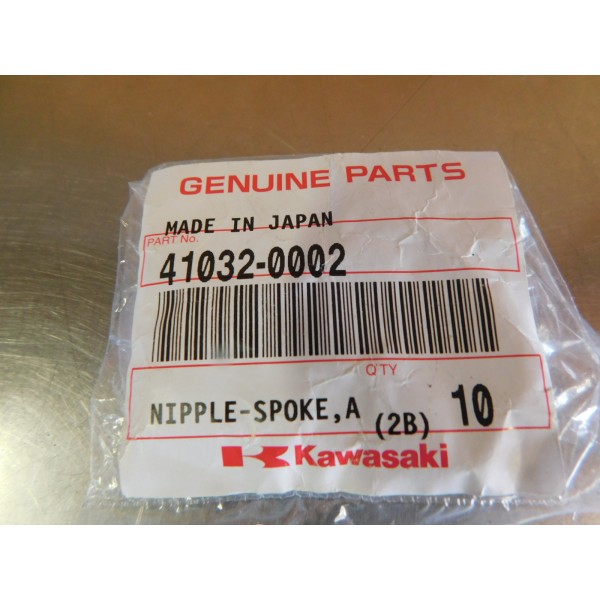 GENUINE PARTS
MADE IN JAPAN
PART No.
41032-0002
Q'TY
NIPPLE-SPOKE,A (2B) 10
Kawasaki